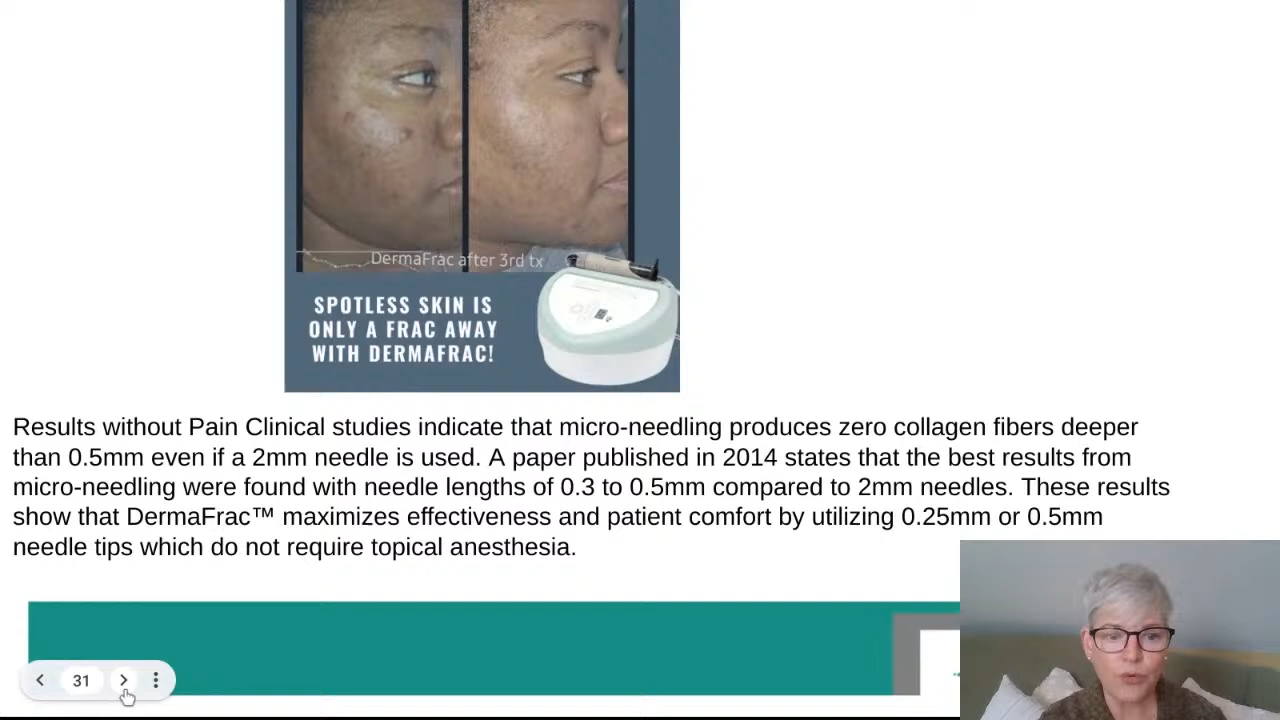 DermaFrac after 3rd tx
SPOTLESS SKIN IS
ONLY A FRAC AWAY
WITH DERMAFRAC!
Results without Pain Clinical studies indicate that micro-needling produces zero collagen fibers deeper
than 0.5mm even if a 2mm needle is used. A paper published in 2014 states that the best results from
micro-needling were found with needle lengths of 0.3 to 0.5mm compared to 2mm needles. These results
show that DermaFrac™ maximizes effectiveness and patient comfort by utilizing 0.25mm or 0.5mm
needle tips which do not require topical anesthesia.
31